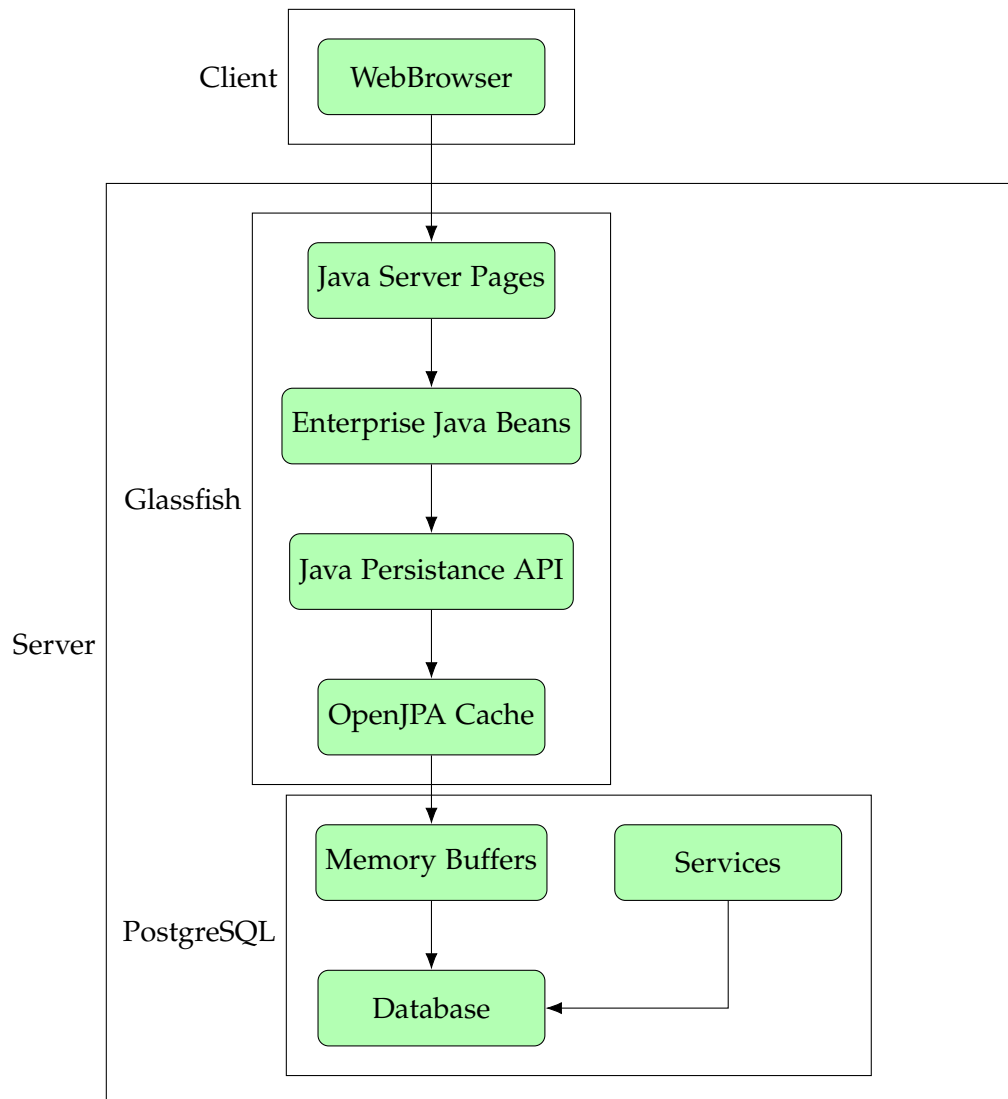 Client
WebBrowser
Java Server Pages
Enterprise Java Beans
Glassfish
Java Persistance API
Server
OpenJPA Cache
Memory Buffers
Services
PostgreSQL
Database